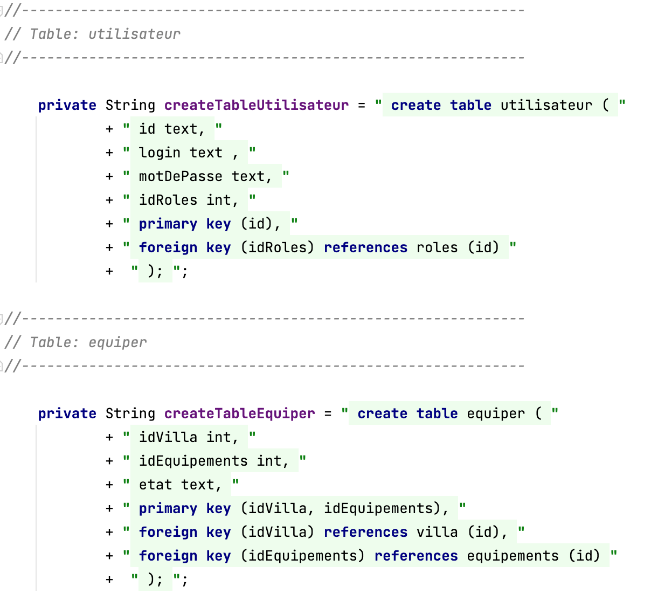 //------------------------------------------------------------
// Table: utilisateur
//------------------------------------------------------------
private String createTableUtilisateur = " create table utilisateur ( "
+ " id text, "
+ " login text , "
+ " motDePasse text, "
+ " idRoles int, "
+ " primary key (id), "
+ " foreign key (idRoles) references roles (id) "
+  " ); ";
//------------------------------------------------------------
// Table: equiper
//------------------------------------------------------------
private String createTableEquiper = " create table equiper ( "
+ " idVilla int, "
+ " idEquipements int, "
+ " etat text, "
+ " primary key (idVilla, idEquipements), "
+ " foreign key (idVilla) references villa (id), "
+ " foreign key (idEquipements) references equipements (id) "
+  " ); ";